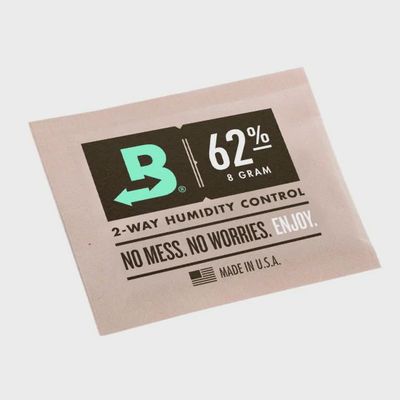 B®
62%
8 GRAM
2-WAY HUMIDITY CONTROL
NO MESS. NO WORRIES. ENJOY.
MADE IN U.S.A.